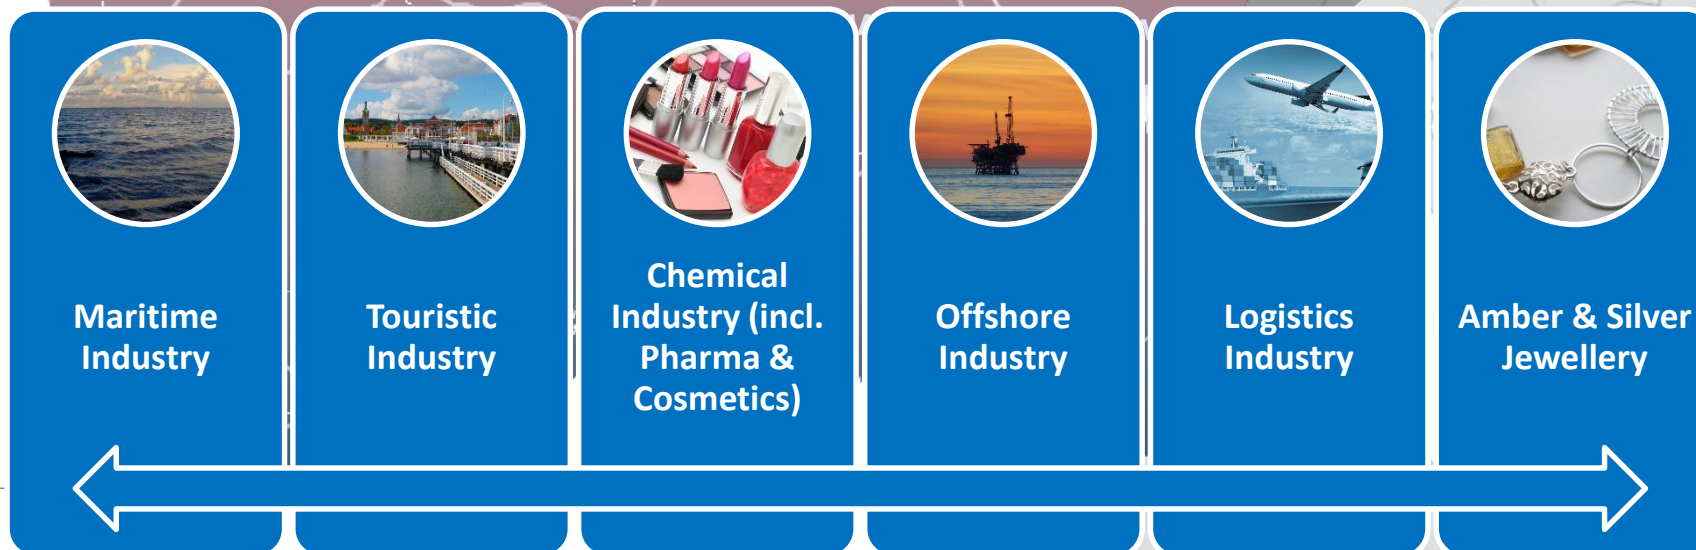 Maritime
Industry
Touristic
Industry
Chemical
Industry (incl.
Pharma &
Cosmetics)
Offshore
Industry
Logistics
Industry
Amber & Silver
Jewellery